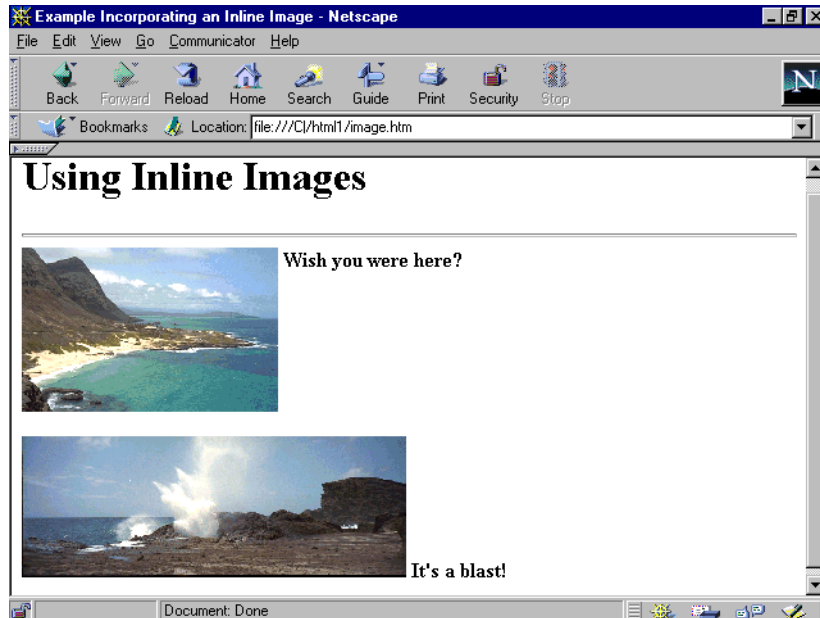 Example Incorporating an Inline Image - Netscape
File Edit View Go Communicator Help
Back Forward Reload Home Search Guide Print Security Stop
N
Bookmarks Location: file:///C|/html1/image.htm
Using Inline Images
Wish you were here?
It's a blast!
Document: Done